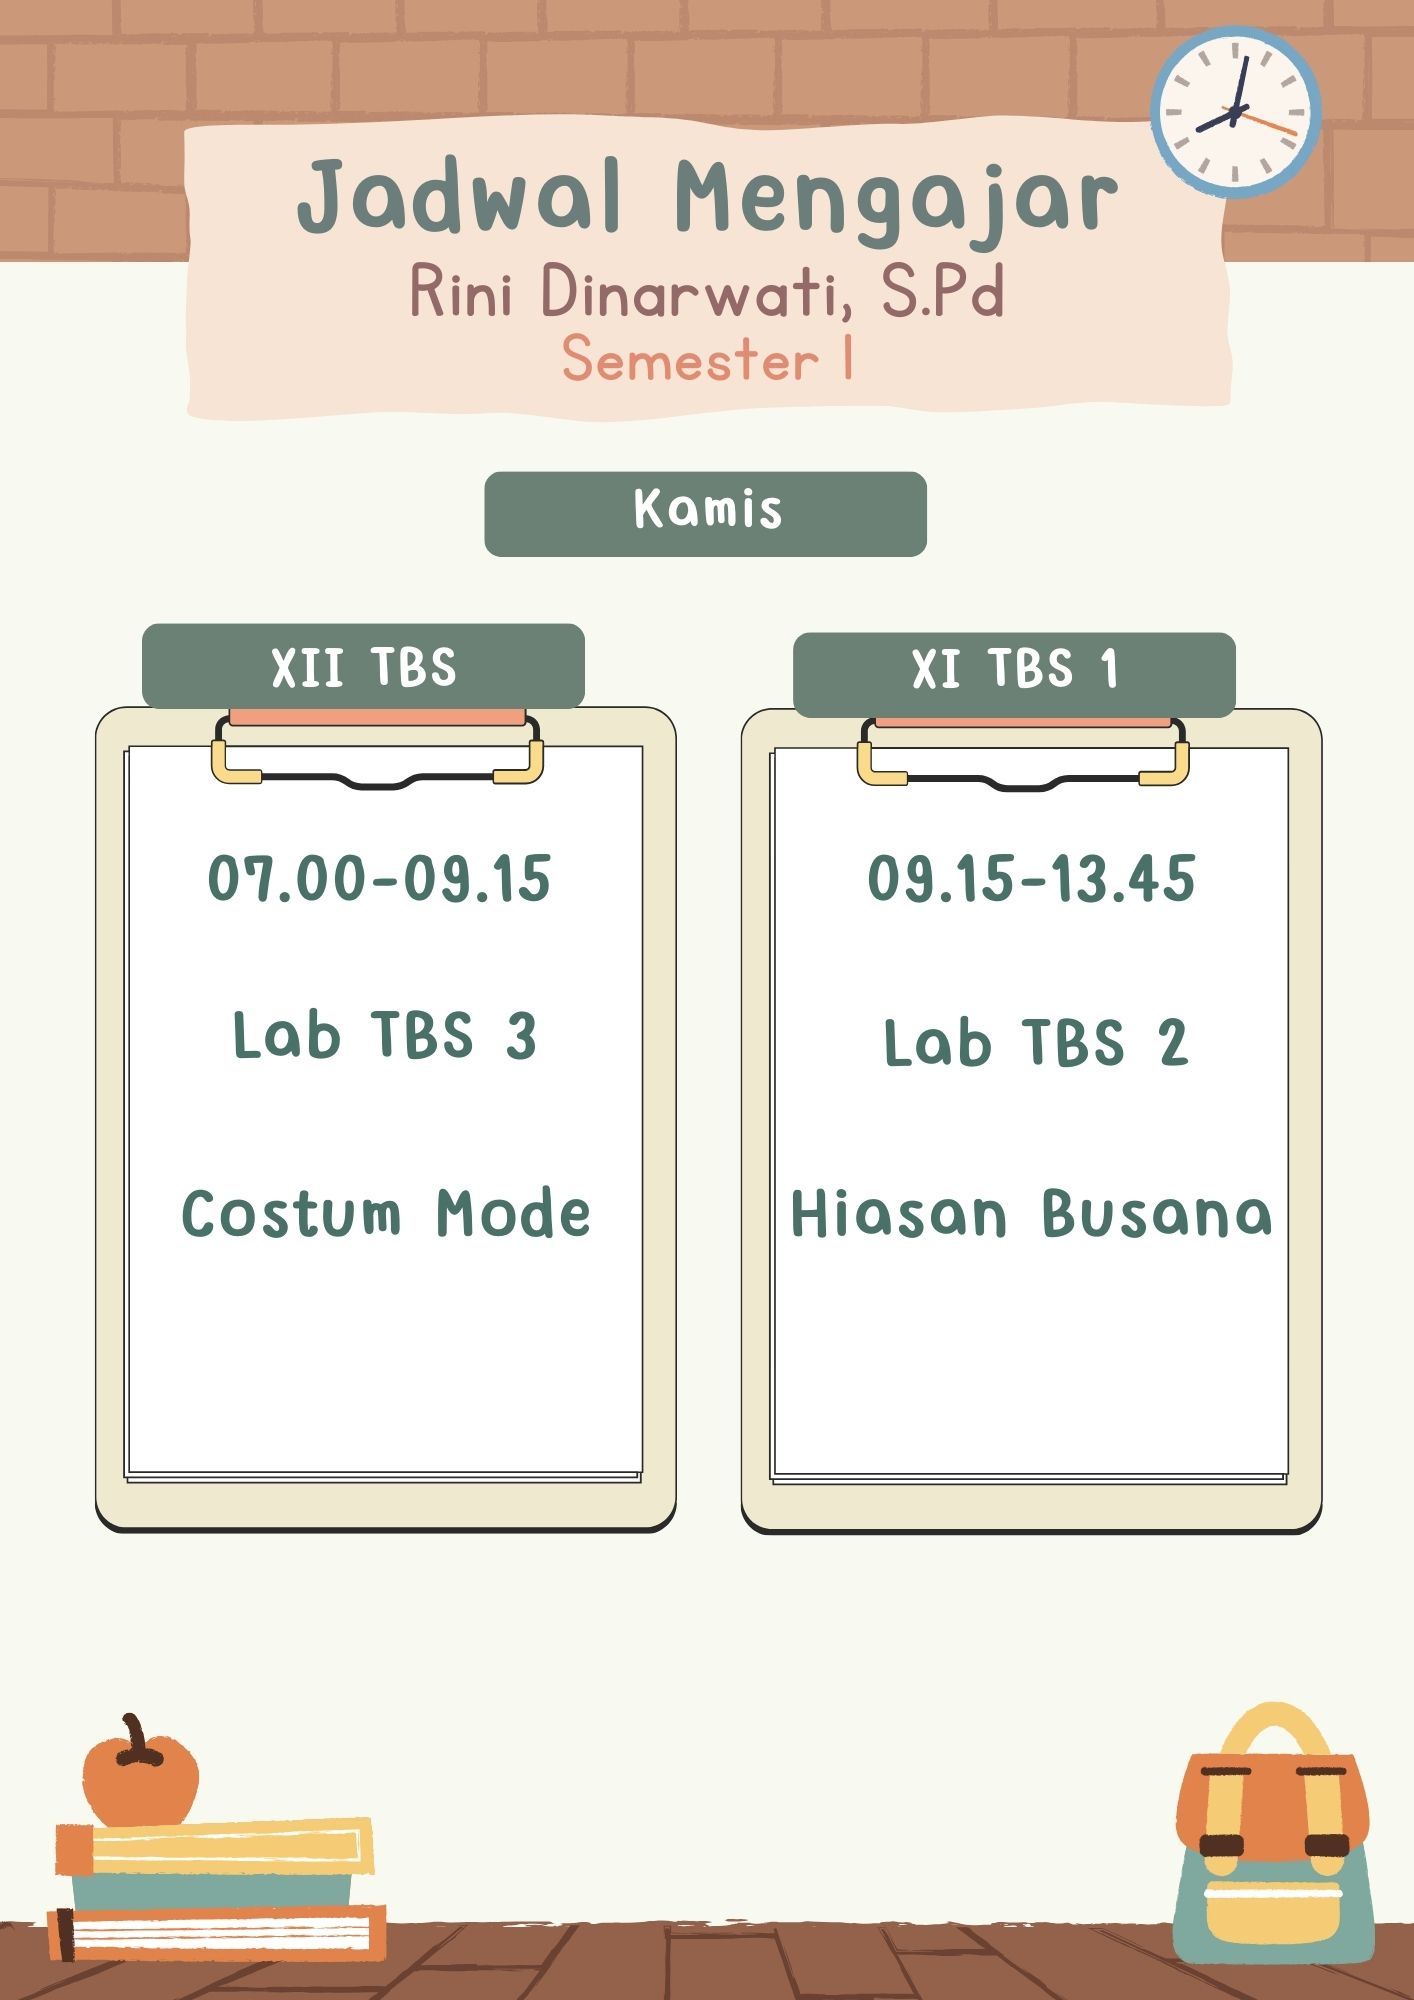 Jadwal Mengajar
Rini Dinarwati, S.Pd
Semester 1
Kamis
XII TBS
07.00-09.15
Lab TBS 3
Costum Mode
XI TBS 1
09.15-13.45
Lab TBS 2
Hiasan Busana